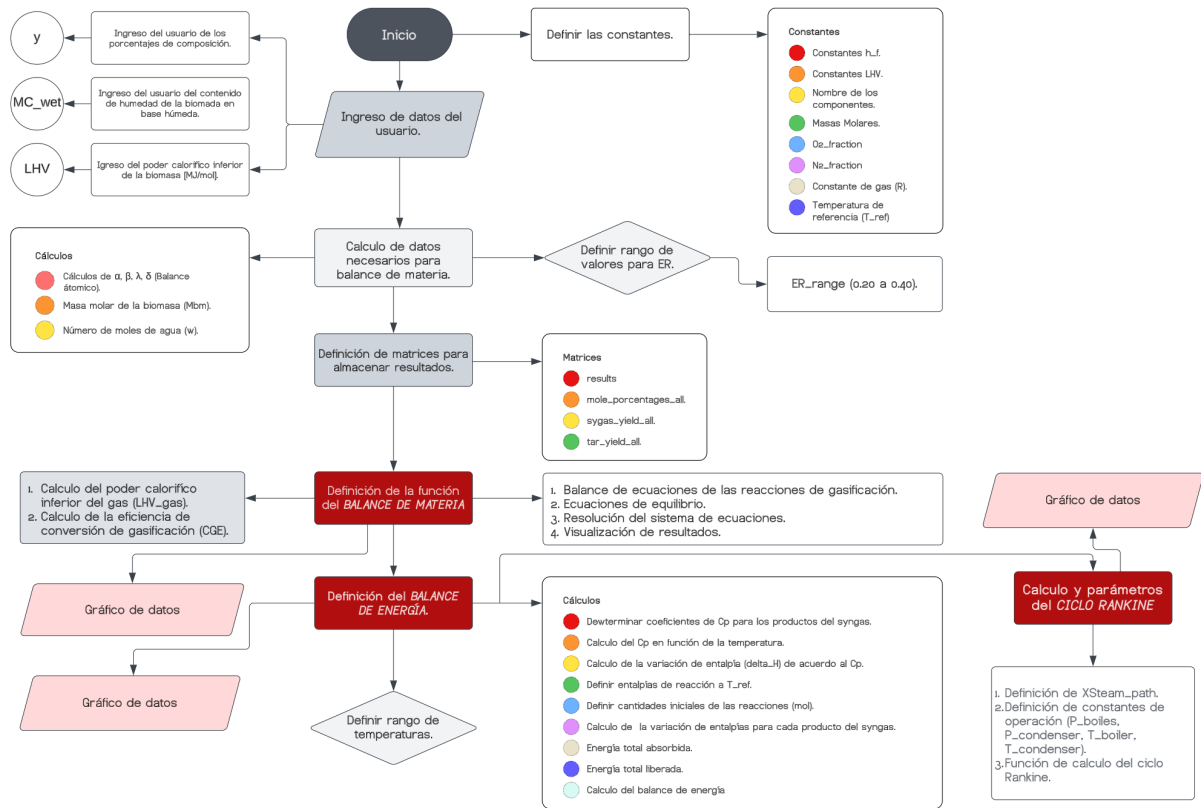 Inicio
Definir las constantes.
Constantes
Constantes h_f.
Constantes LHV.
Nombre de los
componentes.
Masas Molares.
O2_fraction
N2_fraction
Constante de gas (R).
Temperatura de
referencia (T_ref)
y
Ingreso del usuario de los
porcentajes de composición.
MC_wet
Ingreso del usuario del contenido
de humedad de la biomada en
base húmeda.
LHV
Igreso del poder calorifico inferior
de la biomasa [MJ/mol].
Ingreso de datos del
usuario.
Calculo de datos
necesarios para
balance de materia.
Definir rango de
valores para ER.
ER_range (0.20 a 0.40).
Cálculos
Cálculos de α, β, λ, δ (Balance
átomico).
Masa molar de la biomasa (Mbm).
Número de moles de agua (w).
Definición de matrices para
almacenar resultados.
Matrices
results
mole_porcentages_all.
sygas_yield_all.
tar_yield_all.
1. Calculo del poder calorifico
inferior del gas (LHV_gas).
2. Calculo de la eficiencia de
conversión de gasificación (CGE).
Definición de la función
del BALANCE DE MATERIA
1. Balance de ecuaciones de las reacciones de gasificación.
2. Ecuaciones de equilibrio.
3. Resolución del sistema de ecuaciones.
4. Visualización de resultados.
Gráfico de datos
Gráfico de datos
Definición del BALANCE
DE ENERGÍA.
Calculo y parámetros
del CICLO RANKINE
Gráfico de datos
Definir rango de
temperaturas.
Cálculos
Dewterminar coeficientes de Cp para los productos del syngas.
Calculo del Cp en función de la temperatura.
Calculo de la variación de entalpía (delta_H) de acuerdo al Cp.
Definir entalpías de reacción a T_ref.
Definir cantidades iniciales de las reacciones (mol).
Calculo de la variación de entalpías para cada producto del syngas.
Energía total absorbida.
Energía total liberada.
Calculo del balance de energía
1. Definición de XSteam_path.
2.Definición de constantes de
operación (P_boiles,
P_condenser, T_boiler,
T_condenser).
3.Función de calculo del ciclo
Rankine.